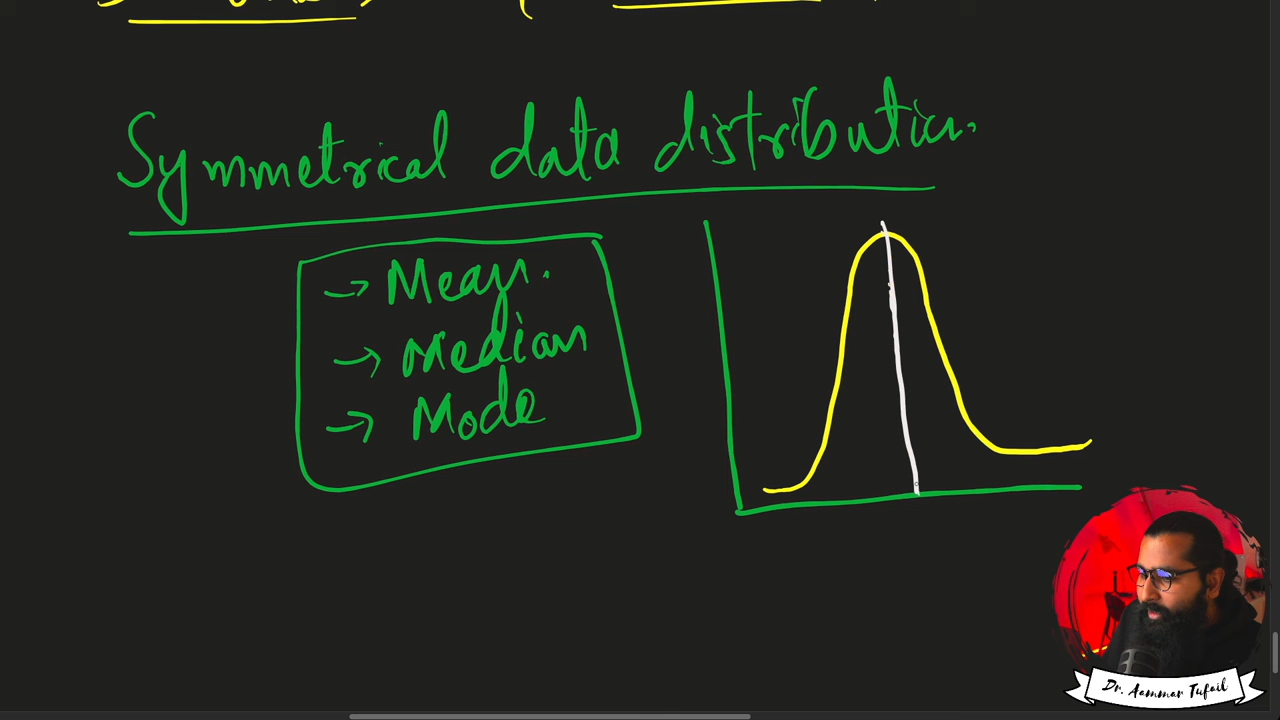 Symmetrical data distribution.
→ Mean.
→ Median
→ Mode
Dr. Aammar Tufail